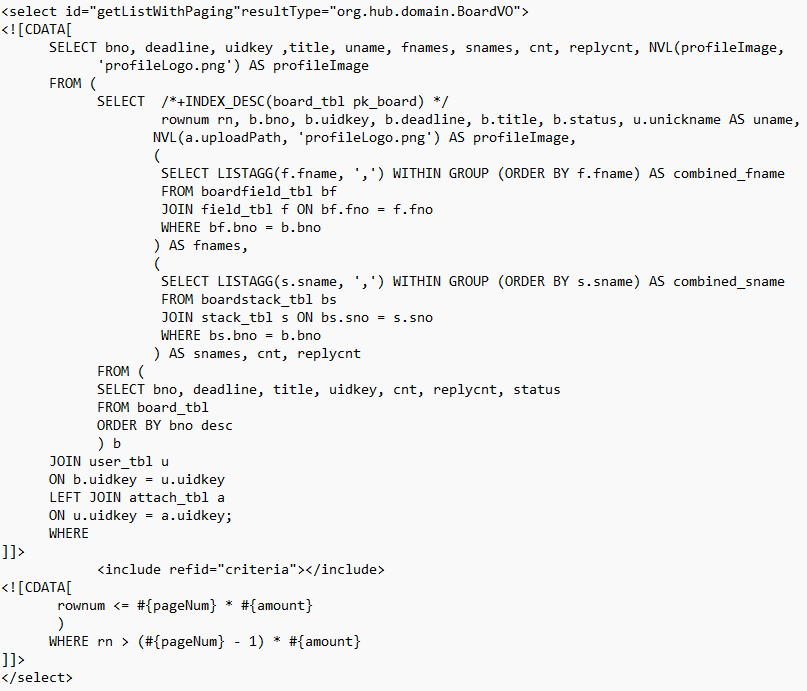 <select id="getListWithPaging"resultType="org.hub.domain.BoardVO">
<![CDATA[
SELECT bno, deadline, uidkey ,title, uname, fnames, snames, cnt, replycnt, NVL(profileImage,
'profileLogo.png') AS profileImage
FROM (
SELECT  /*+INDEX_DESC(board_tbl pk_board) */
rownum rn, b.bno, b.uidkey, b.deadline, b.title, b.status, u.unickname AS uname,
NVL(a.uploadPath, 'profileLogo.png') AS profileImage,
(
SELECT LISTAGG(f.fname, ',') WITHIN GROUP (ORDER BY f.fname) AS combined_fname
FROM boardfield_tbl bf
JOIN field_tbl f ON bf.fno = f.fno
WHERE bf.bno = b.bno
) AS fnames,
(
SELECT LISTAGG(s.sname, ',') WITHIN GROUP (ORDER BY s.sname) AS combined_sname
FROM boardstack_tbl bs
JOIN stack_tbl s ON bs.sno = s.sno
WHERE bs.bno = b.bno
) AS snames, cnt, replycnt
FROM (
SELECT bno, deadline, title, uidkey, cnt, replycnt, status
FROM board_tbl
ORDER BY bno desc
) b
JOIN user_tbl u
ON b.uidkey = u.uidkey
LEFT JOIN attach_tbl a
ON u.uidkey = a.uidkey;
WHERE
]]>
<include refid="criteria"></include>
<![CDATA[
rownum <= #{pageNum} * #{amount}
)
WHERE rn > (#{pageNum} - 1) * #{amount}
]]>
</select>